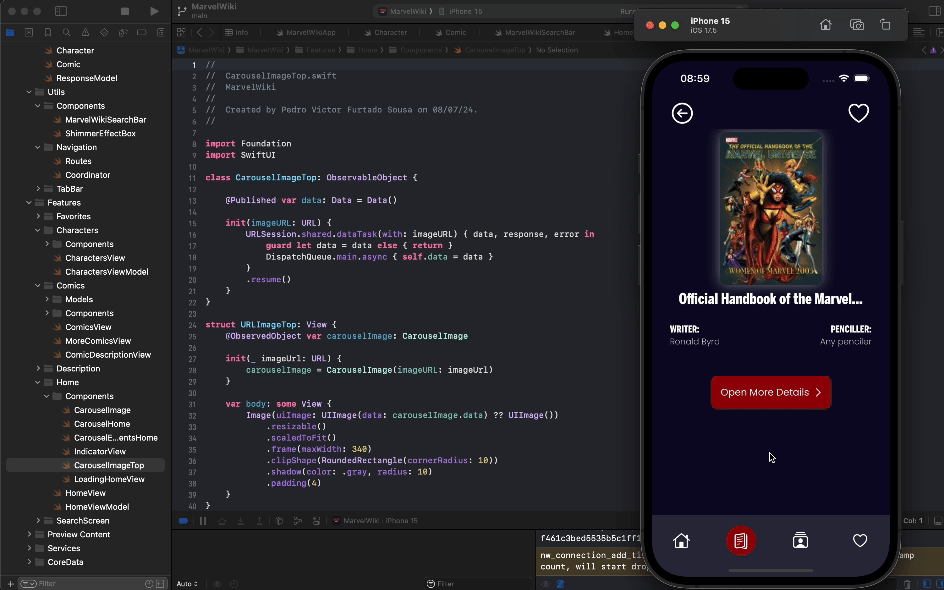 MarvelWiki
main
MarvelWiki
iPhone 15
Info
MarvelWikiApp
Character
Comic
MarvelWikiSearchBar
MarvelWiki
MarvelWiki
Features
Home
Components
CarouselImageTop
No Selection
Character
Comic
ResponseModel
Utils
Components
MarvelWikiSearchBar
ShimmerEffectBox
Navigation
Routes
Coordinator
TabBar
Features
Favorites
Characters
Components
CharactersView
CharactersViewModel
Comics
Models
Components
ComicsView
MoreComicsView
ComicDescriptionView
Description
Home
Components
CarouselImage
CarouselHome
CarouselE...entsHome
IndicatorView
CarouselImageTop
LoadingHomeView
HomeView
HomeViewModel
SearchScreen
Preview Content
Services
CoreData
Filter
1 //
2 // CarouselImageTop.swift
3 // MarvelWiki
4 //
5 // Created by Pedro Victor Furtado Sousa on 08/07/24.
6 //
7
8 import Foundation
9 import SwiftUI
10
11 class CarouselImageTop: ObservableObject {
12
13 @Published var data: Data = Data()
14
15 init(imageURL: URL) {
16 URLSession.shared.dataTask(with: imageURL) { data, response, error in
17 guard let data = data else { return }
18 DispatchQueue.main.async { self.data = data }
19 }
20 .resume()
21 }
22 }
23
24 struct URLImageTop: View {
25 @ObservedObject var carouselImage: CarouselImage
26
27 init(_ imageUrl: URL) {
28 carouselImage = CarouselImage(imageURL: imageUrl)
29 }
30
31 var body: some View {
32 Image(uiImage: UIImage(data: carouselImage.data) ?? UIImage())
33 .resizable()
34 .scaledToFit()
35 .frame(maxWidth: 340)
36 .clipShape(RoundedRectangle(cornerRadius: 10))
37 .shadow(color: .gray, radius: 10)
38 .padding(4)
39 }
40 }
MarvelWiki
iPhone 15
Auto
Filter
f461c3bed5535b5c1ff1
nw_connection_add_ti
count, will start dro
amp
Col: 1
iPhone 15
iOS 17.5
08:59
MARVEL
THE OFFICIAL HANDBOOK OF THE
MARVEL UNIVERSE
WOMEN OF MARVEL 2005
Official Handbook of the Marvel...
WRITER:
Ronald Byrd
PENCILLER:
Any penciler
Open More Details